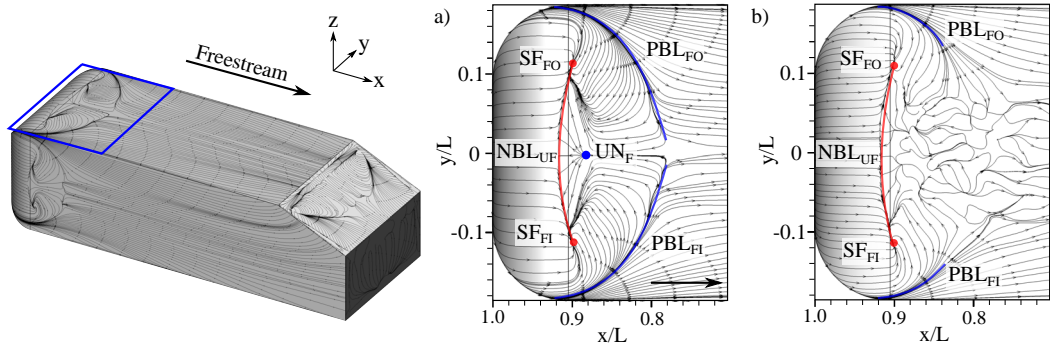 Freestream
z
y
x
a)
y/L
0.1
0
-0.1
SF_FO
PBL_FO
NBL_UF
UN_F
SF_FI
PBL_FI
1.0 0.9 0.8
x/L
b)
y/L
0.1
0
-0.1
SF_FO
PBL_FO
NBL_UF
SF_FI
PBL_FI
1.0 0.9 0.8
x/L